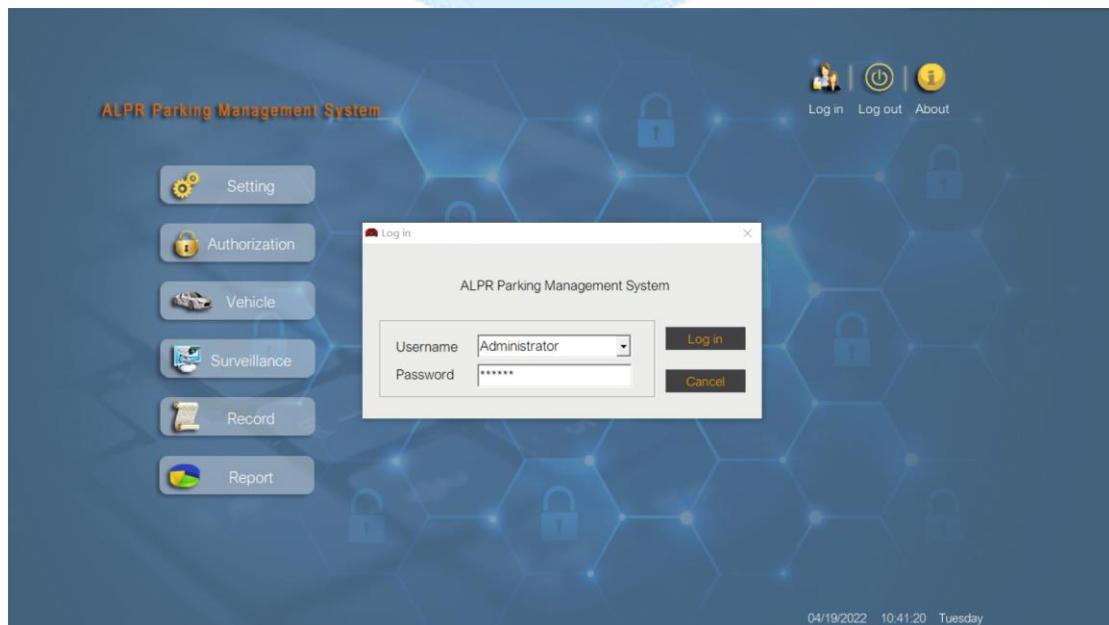 Log in Log out About
ALPR Parking Management System
Setting
Authorization
Vehicle
Surveillance
Record
Report
Log in
ALPR Parking Management System
Username Administrator
Password ******
Log in
Cancel
04/19/2022 10:41:20 Tuesday